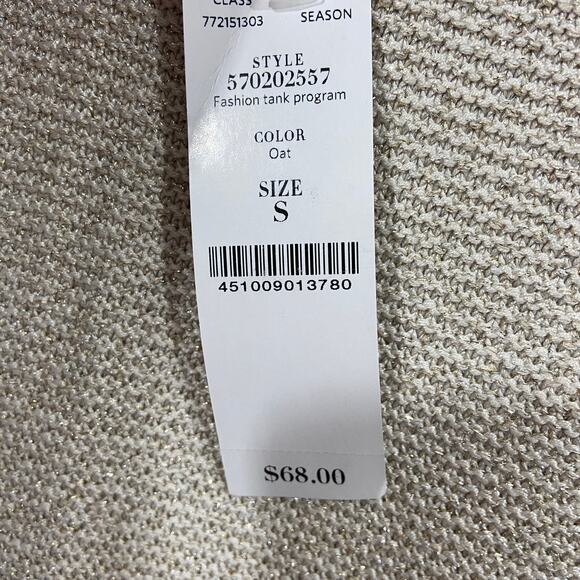 CLASS
772151303 SEASON
STYLE
570202557
Fashion tank program
COLOR
Oat
SIZE
S
451009013780
$68.00